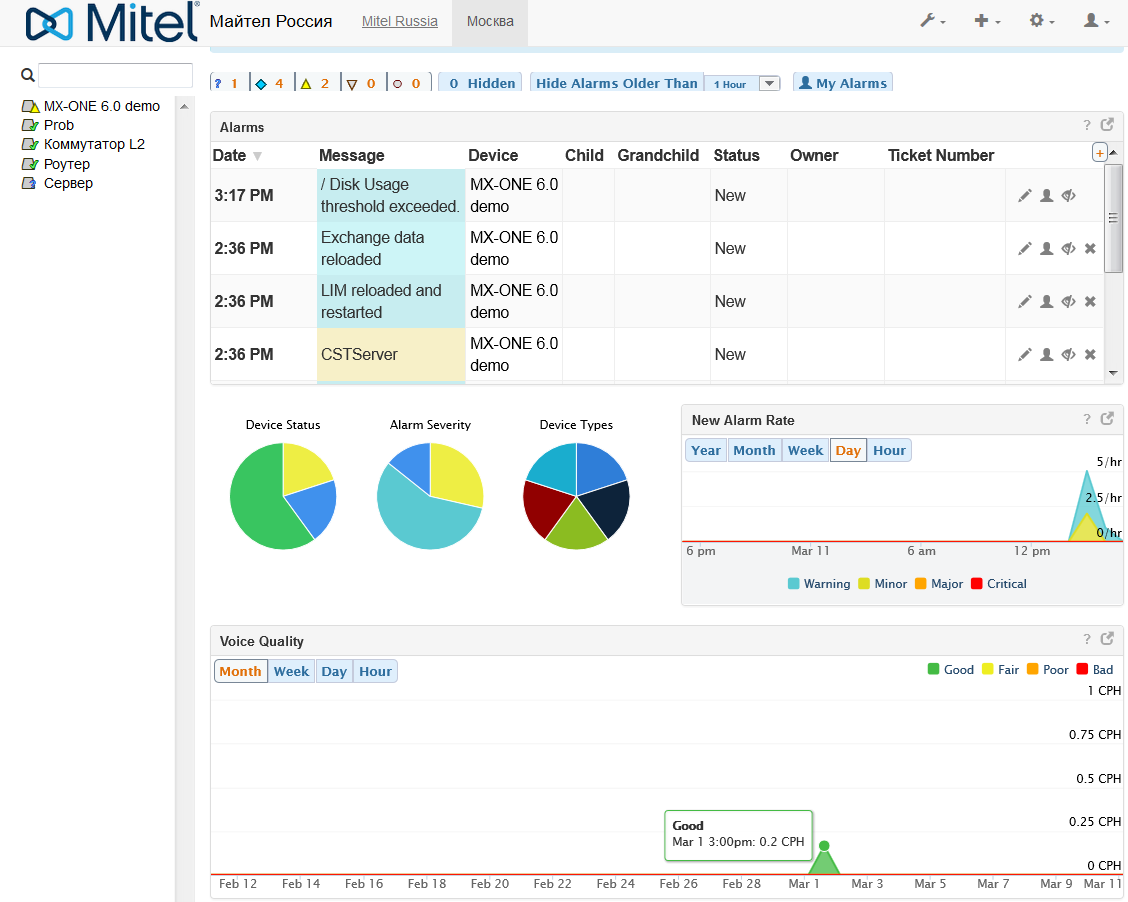 Mitel® Майтел Россия Mitel Russia Москва
? 1 4 2 0 0 0 Hidden Hide Alarms Older Than 1 Hour My Alarms
MX-ONE 6.0 demo
Prob
Коммутатор L2
Роутер
Сервер
Alarms ?
Date Message Device Child Grandchild Status Owner Ticket Number +
3:17 PM / Disk Usage threshold exceeded. MX-ONE 6.0 demo New
2:36 PM Exchange data reloaded MX-ONE 6.0 demo New
2:36 PM LIM reloaded and restarted MX-ONE 6.0 demo New
2:36 PM CSTServer MX-ONE 6.0 demo New
Device Status Alarm Severity Device Types
New Alarm Rate ?
Year Month Week Day Hour
5/hr
2.5/hr
0/hr
6 pm Mar 11 6 am 12 pm
Warning Minor Major Critical
Voice Quality ?
Month Week Day Hour
Good Fair Poor Bad
1 CPH
0.75 CPH
0.5 CPH
0.25 CPH
Good
Mar 1 3:00pm: 0.2 CPH
0 CPH
Feb 12 Feb 14 Feb 16 Feb 18 Feb 20 Feb 22 Feb 24 Feb 26 Feb 28 Mar 1 Mar 3 Mar 5 Mar 7 Mar 9 Mar 11